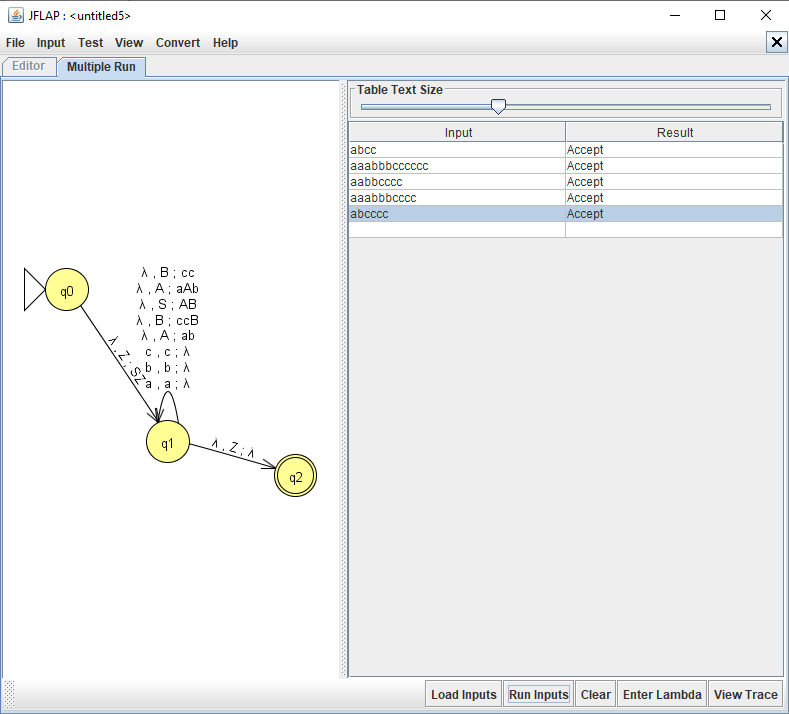 JFLAP : <untitled5>
File Input Test View Convert Help
Editor Multiple Run
Table Text Size
Input Result
abcc Accept
aaabbbcccccc Accept
aabbcccc Accept
aaabbbcccc Accept
abcccc Accept
λ , B ; cc
λ , A ; aAb
λ , S ; AB
λ , B ; ccB
λ , A ; ab
c , c ; λ
b , b ; λ
a , a ; λ
q0
λ , Z ; SZ
q1
λ , Z ; λ
q2
Load Inputs Run Inputs Clear Enter Lambda View Trace